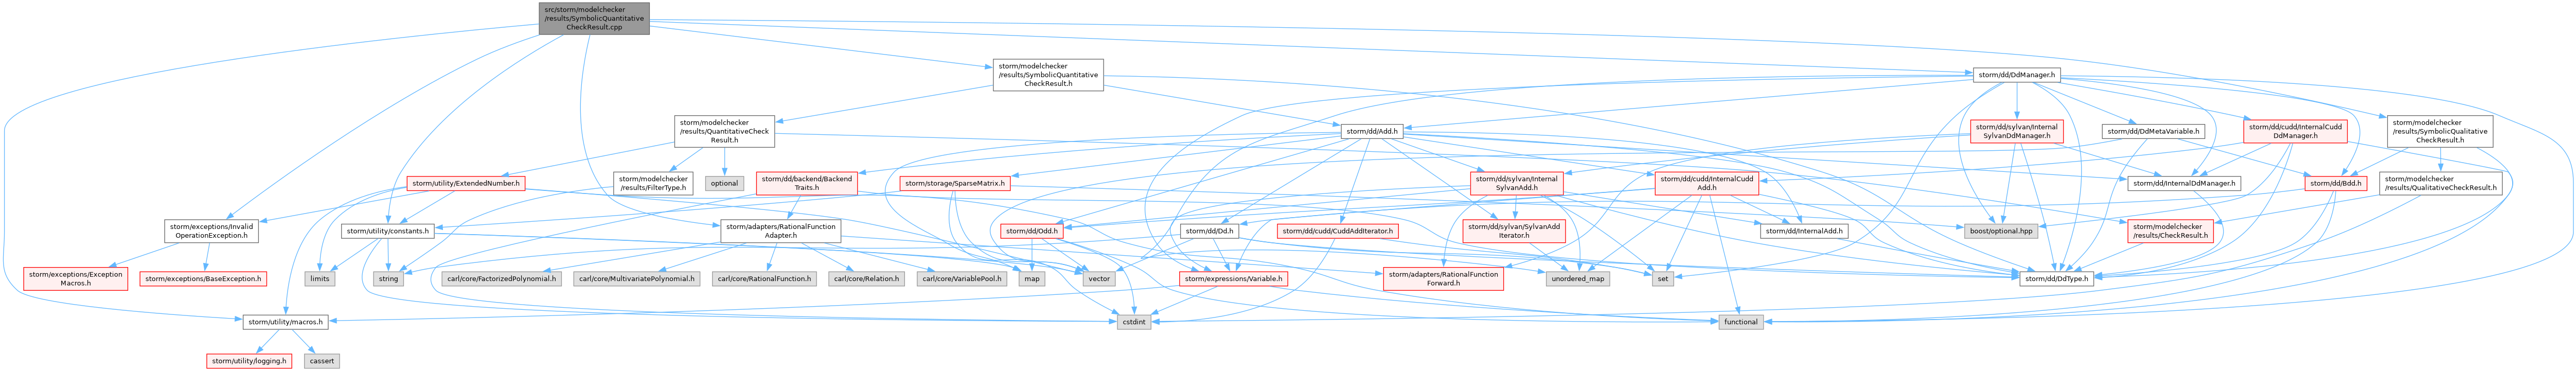 src/storm/modelchecker
/results/SymbolicQuantitative
CheckResult.cpp
storm/modelchecker
/results/SymbolicQuantitative
CheckResult.h
storm/dd/DdManager.h
storm/modelchecker
/results/QuantitativeCheck
Result.h
storm/dd/Add.h
storm/dd/sylvan/Internal
SylvanDdManager.h
storm/dd/DdMetaVariable.h
storm/dd/cudd/InternalCudd
DdManager.h
storm/modelchecker
/results/SymbolicQualitative
CheckResult.h
storm/utility/ExtendedNumber.h
storm/modelchecker
/results/FilterType.h
optional
storm/dd/backend/Backend
Traits.h
storm/storage/SparseMatrix.h
storm/dd/sylvan/Internal
SylvanAdd.h
storm/dd/cudd/InternalCudd
Add.h
storm/dd/InternalDdManager.h
storm/dd/Bdd.h
storm/modelchecker
/results/QualitativeCheckResult.h
storm/exceptions/Invalid
OperationException.h
storm/utility/constants.h
storm/adapters/RationalFunction
Adapter.h
storm/dd/Odd.h
storm/dd/Dd.h
storm/dd/cudd/CuddAddIterator.h
storm/dd/sylvan/SylvanAdd
Iterator.h
storm/dd/InternalAdd.h
boost/optional.hpp
storm/modelchecker
/results/CheckResult.h
storm/exceptions/Exception
Macros.h
storm/exceptions/BaseException.h
limits
string
carl/core/FactorizedPolynomial.h
carl/core/MultivariatePolynomial.h
carl/core/RationalFunction.h
carl/core/Relation.h
carl/core/VariablePool.h
map
vector
storm/expressions/Variable.h
storm/adapters/RationalFunction
Forward.h
unordered_map
set
storm/dd/DdType.h
storm/utility/macros.h
cstdint
functional
storm/utility/logging.h
cassert